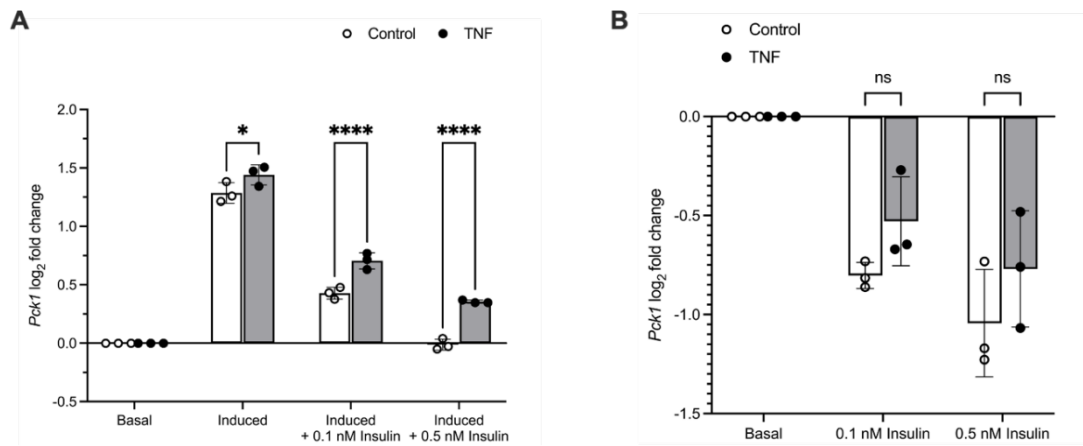 A
Control TNF
Pck1 log2 fold change
2.0
1.5
1.0
0.5
0.0
-0.5
*
****
****
Basal
Induced
Induced
+ 0.1 nM Insulin
Induced
+ 0.5 nM Insulin
B
Control
TNF
Pck1 log2 fold change
0.0
-0.5
-1.0
-1.5
ns
ns
Basal
0.1 nM Insulin
0.5 nM Insulin